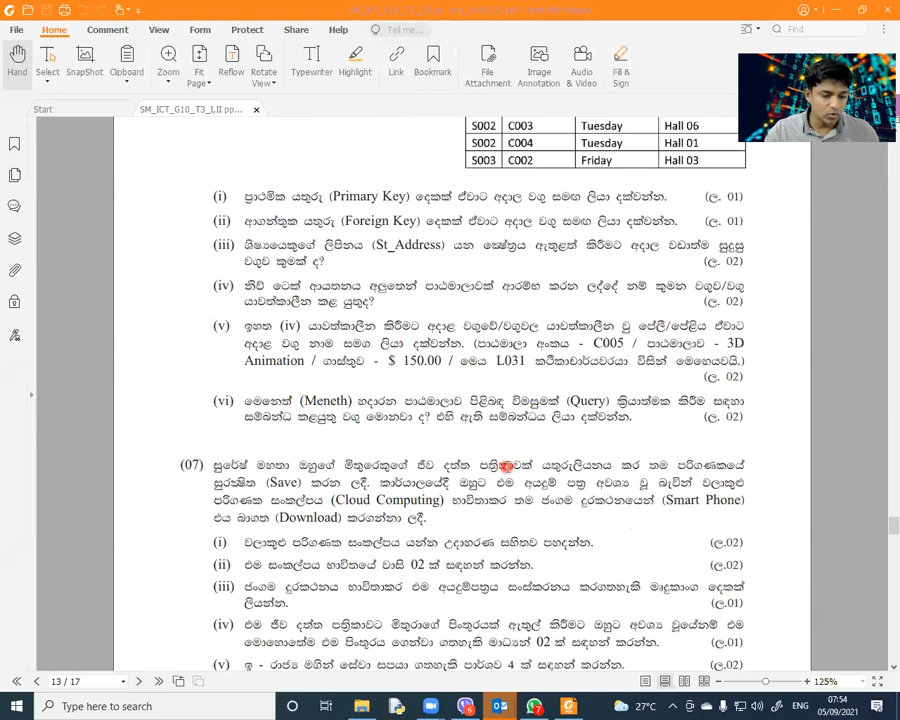 File Home Comment View Form Protect Share Help Tell me... Find
Hand Select SnapShot Clipboard Zoom Fit Page Reflow Rotate View Typewriter Highlight Link Bookmark File Attachment Image Annotation Audio & Video Fill & Sign
Start SM_ICT_G10_T3_I,II pp...
S002 C003 Tuesday Hall 06
S002 C004 Tuesday Hall 01
S003 C002 Friday Hall 03
(i) ප්‍රාථමික යතුරු (Primary Key) දෙකක් ඒවාට අදාල වගු සමඟ ලියා දක්වන්න. (ල. 01)
(ii) ආගන්තුක යතුරු (Foreign Key) දෙකක් ඒවාට අදාල වගු සමඟ ලියා දක්වන්න. (ල. 01)
(iii) ශිෂ්‍යයෙකුගේ ලිපිනය (St_Address) යන ක්ෂේත්‍රය ඇතුළත් කිරීමට අදාල වඩාත්ම සුදුසු
වගුව කුමක් ද? (ල. 02)
(iv) නිව් ටෙක් ආයතනය අලුතෙන් පාඨමාලාවක් ආරම්භ කරන ලද්දේ නම් කුමන වගුව/වගු
යාවත්කාලීන කළ යුතුද? (ල. 02)
(v) ඉහත (iv) යාවත්කාලීන කිරීමට අදාළ වගුවේ/වගුවල යාවත්කාලීන වු පේලී/පේළිය ඒවාට
අදාළ වගු නාම සමග ලියා දක්වන්න. (පාඨමාලා අංකය - C005 / පාඨමාලාව - 3D
Animation / ගාස්තුව - $ 150.00 / මෙය L031 කථිකාචාර්යවරයා විසින් මෙහෙයවයි.)
(ල. 02)
(vi) මෙනෙත් (Meneth) හදාරන පාඨමාලාව පිළිබඳ විමසුමක් (Query) ක්‍රියාත්මක කිරීම සඳහා
සම්බන්ධ කළයුතු වගු මොනවා ද? එහි ඇති සම්බන්ධය ලියා දක්වන්න. (ල. 02)
(07) සුරේෂ් මහතා ඔහුගේ මිතුරෙකුගේ ජීව දත්ත පත්‍රිකාවක් යතුරුලියනය කර තම පරිගණකයේ
සුරක්ෂිත (Save) කරන ලදී. කාර්යාලයේදී ඔහුට එම අයදුම් පත්‍ර අවශ්‍ය වූ බැවින් වලාකුළු
පරිගණක සංකල්පය (Cloud Computing) භාවිතාකර තම ජංගම දුරකථනයෙන් (Smart Phone)
එය බාගත (Download) කරගන්නා ලදී.
(i) වලාකුළු පරිගණක සංකල්පය යන්න උදාහරණ සහිතව පහදන්න. (ල.02)
(ii) එම සංකල්පය භාවිතයේ වාසි 02 ක් සඳහන් කරන්න. (ල.02)
(iii) ජංගම දුරකථනය භාවිතාකර එම අයදුම්පත්‍රය සංස්කරනය කරගතහැකි මෘදුකාංග දෙකක්
ලියන්න. (ල.01)
(iv) එම ජීව දත්ත පත්‍රිකාවට මිතුරාගේ පින්තූරයක් ඇතුල් කිරීමට ඔහුට අවශ්‍ය වූයේනම් එම
මොහොතේම එම පින්තූරය ගෙන්වා ගතහැකි මාධ්‍යන් 02 ක් සඳහන් කරන්න. (ල.01)
(v) ඉ - රාජ්‍ය මගින් සේවා සපයා ගතහැකි පාර්ශව 4 ක් සඳහන් කරන්න. (ල.02)
13 / 17 125%
Type here to search 27°C 07:54
05/09/2021